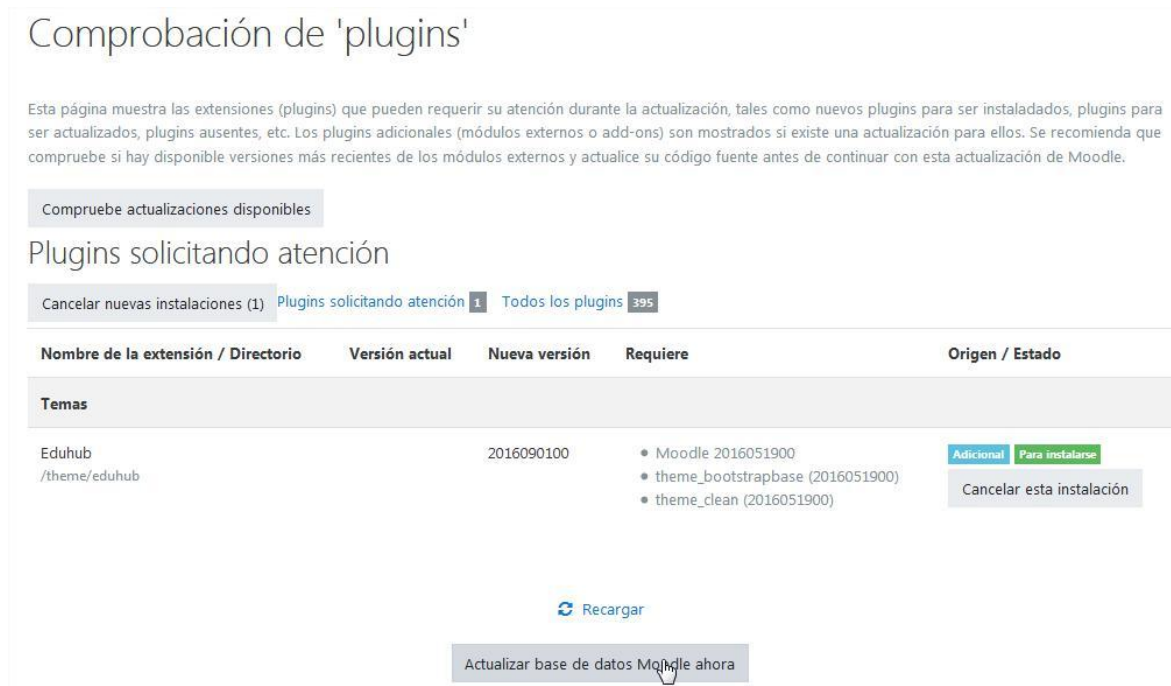 Comprobación de 'plugins'
Esta página muestra las extensiones (plugins) que pueden requerir su atención durante la actualización, tales como nuevos plugins para ser instaladados, plugins para
ser actualizados, plugins ausentes, etc. Los plugins adicionales (módulos externos o add-ons) son mostrados si existe una actualización para ellos. Se recomienda que
compruebe si hay disponible versiones más recientes de los módulos externos y actualice su código fuente antes de continuar con esta actualización de Moodle.
Compruebe actualizaciones disponibles
Plugins solicitando atención
Cancelar nuevas instalaciones (1) Plugins solicitando atención 1 Todos los plugins 395
Nombre de la extensión / Directorio Versión actual Nueva versión Requiere Origen / Estado
Temas
Eduhub 2016090100 • Moodle 2016051900 Adicional Para instalarse
/theme/eduhub • theme_bootstrapbase (2016051900)
Cancelar esta instalación
• theme_clean (2016051900)
Recargar
Actualizar base de datos Moodle ahora